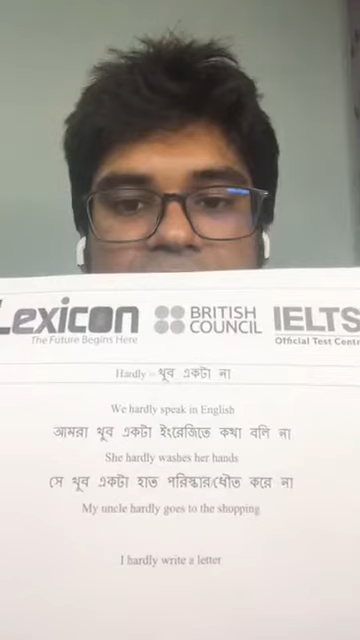 Lexicon
The Future Begins Here
BRITISH COUNCIL
IELTS
Official Test Centr
Hardly – খুব একটা না
We hardly speak in English
আমরা খুব একটা ইংরেজিতে কথা বলি না
She hardly washes her hands
সে খুব একটা হাত পরিস্কার/ধৌত করে না
My uncle hardly goes to the shopping
I hardly write a letter